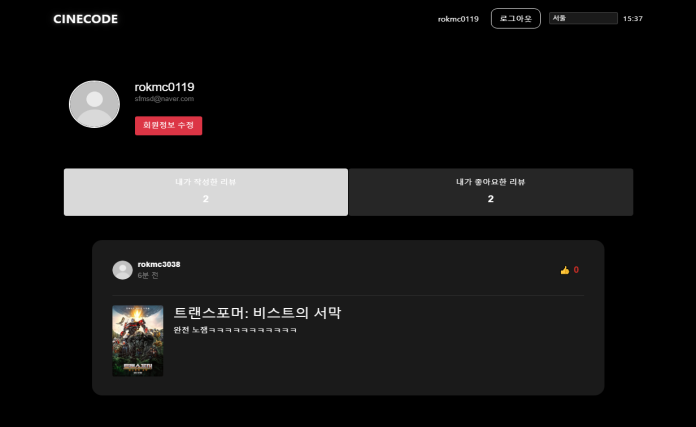 CINECODE
rokmc0119
로그아웃
서울
15:37
rokmc0119
sfmsd@naver.com
회원정보 수정
내가 작성한 리뷰
2
내가 좋아요한 리뷰
2
rokmc3038
6분 전
👍 0
트랜스포머: 비스트의 서막
완전 노잼ㅋㅋㅋㅋㅋㅋㅋㅋㅋㅋㅋ